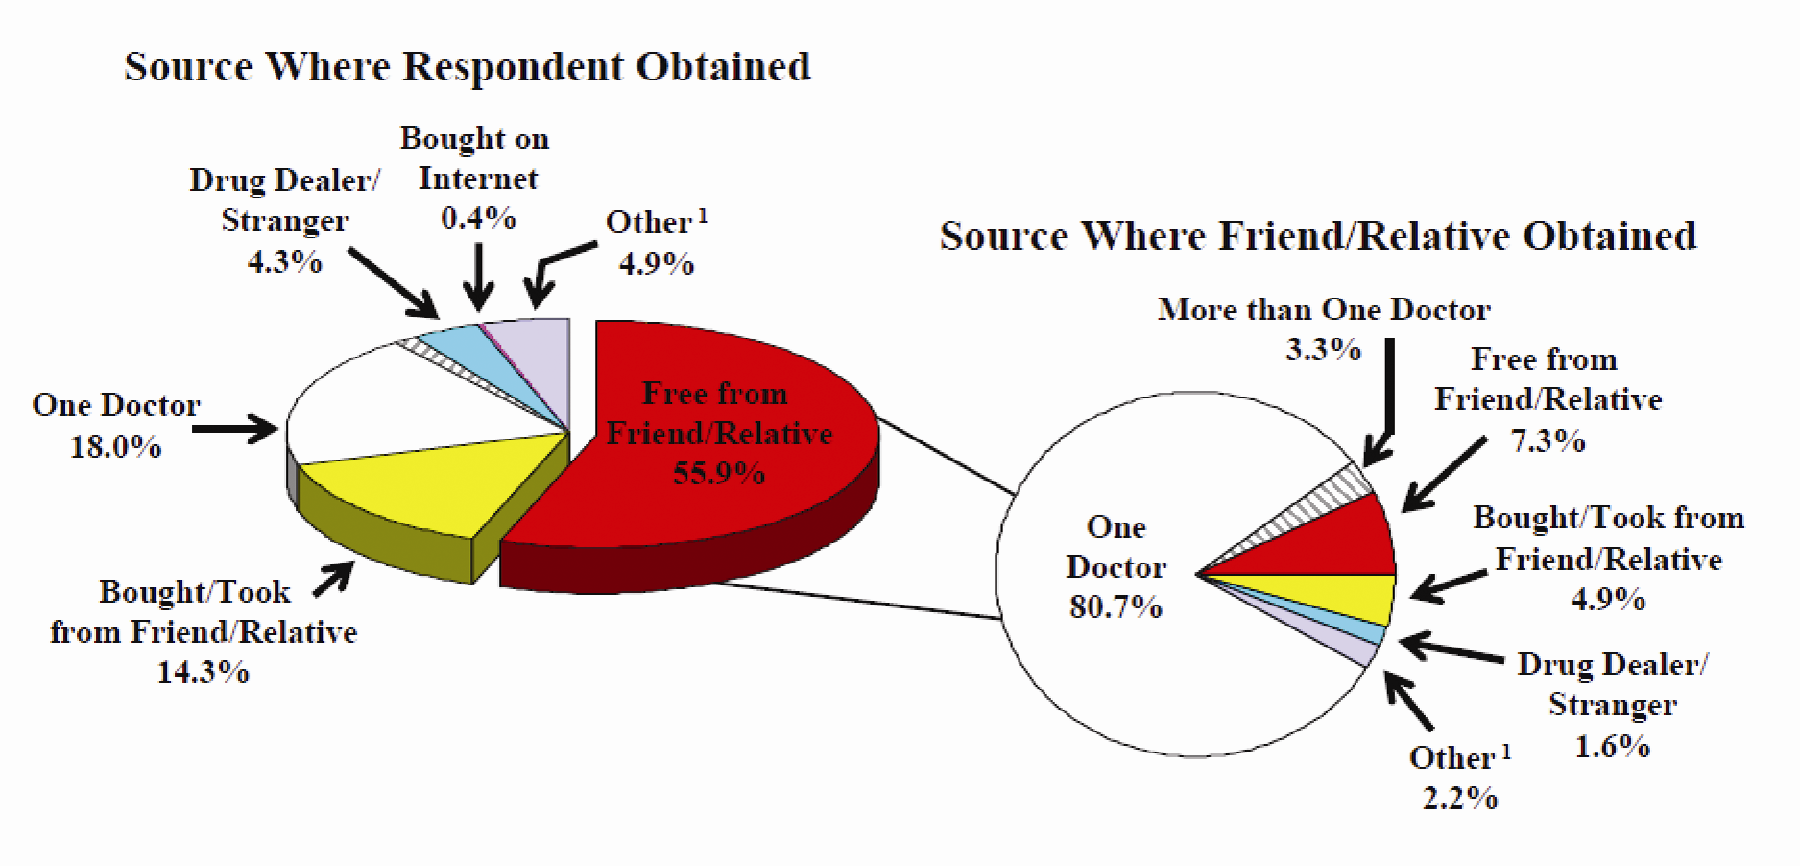 Source Where Respondent Obtained
Bought on
Internet
0.4%
Drug Dealer/
Stranger
4.3%
Other 1
4.9%
One Doctor
18.0%
Free from
Friend/Relative
55.9%
Bought/Took
from Friend/Relative
14.3%
Source Where Friend/Relative Obtained
More than One Doctor
3.3%
Free from
Friend/Relative
7.3%
One
Doctor
80.7%
Bought/Took from
Friend/Relative
4.9%
Drug Dealer/
Stranger
1.6%
Other 1
2.2%